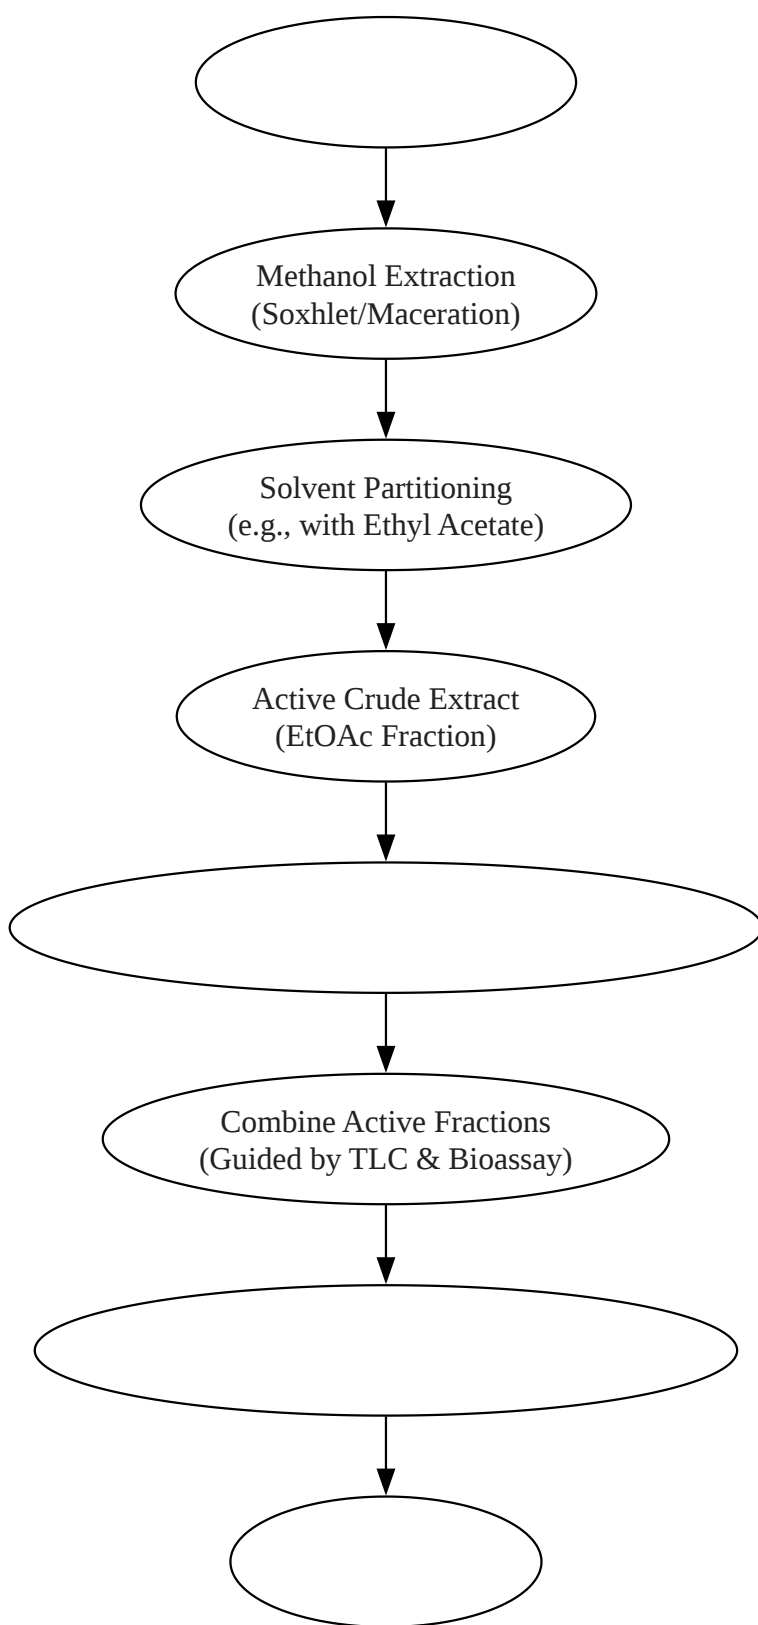 Methanol Extraction
(Soxhlet/Maceration)
Solvent Partitioning
(e.g., with Ethyl Acetate)
Active Crude Extract
(EtOAc Fraction)
Combine Active Fractions
(Guided by TLC & Bioassay)